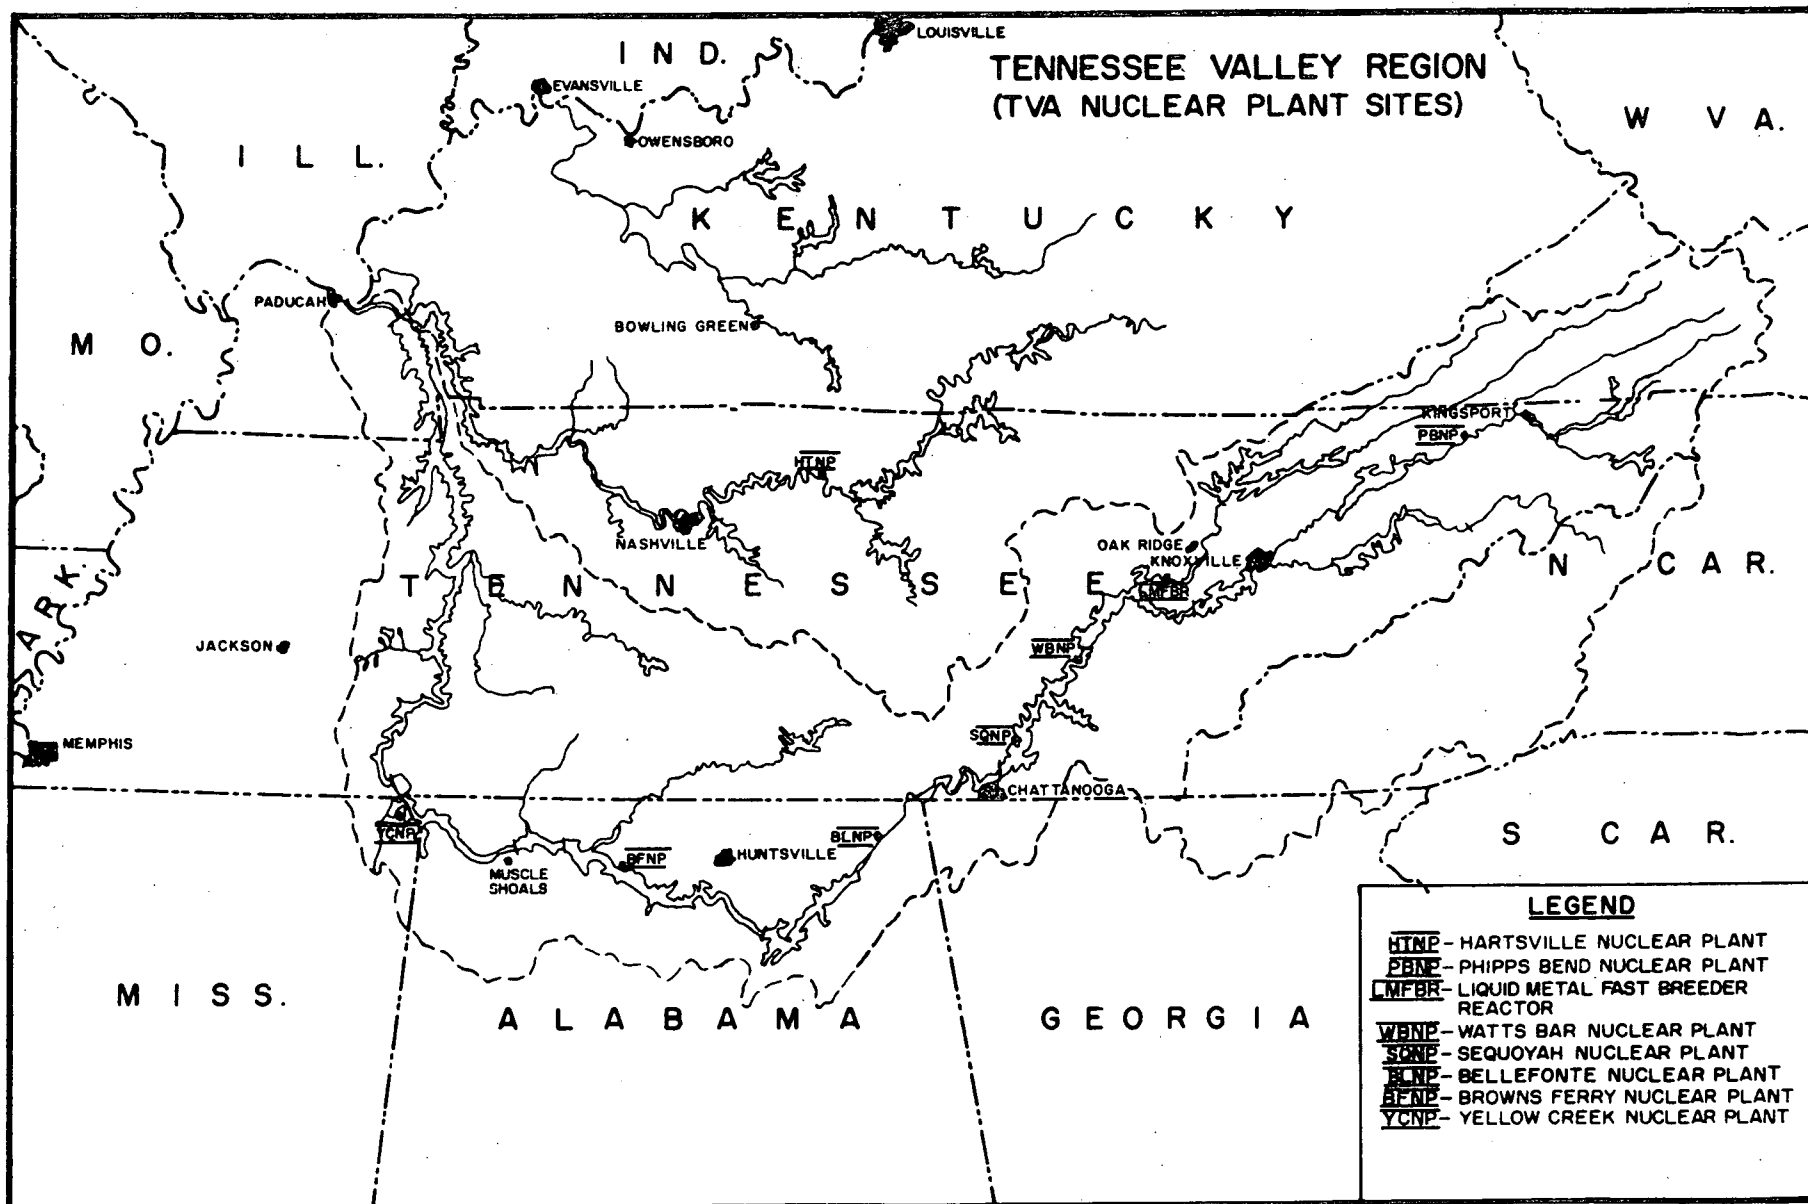 LOUISVILLE
IND.
TENNESSEE VALLEY REGION
(TVA NUCLEAR PLANT SITES)
EVANSVILLE
W VA.
OWENSBORO
ILL.
KENTUCKY
PADUCAH
BOWLING GREEN
MO.
KINGSPORT
PBNP
HTNP
NASHVILLE
OAK RIDGE
KNOXVILLE
N CAR.
TENNESSEE
LMFBR
ARK.
JACKSON
WBNP
SQNP
MEMPHIS
CHATTANOOGA
YCNP
BLNP
S CAR.
BFNP
HUNTSVILLE
MUSCLE
SHOALS
MISS.
ALABAMA
GEORGIA
LEGEND
HTNP-HARTSVILLE NUCLEAR PLANT
PBNP-PHIPPS BEND NUCLEAR PLANT
LMFBR-LIQUID METAL FAST BREEDER
REACTOR
WBNP-WATTS BAR NUCLEAR PLANT
SQNP-SEQUOYAH NUCLEAR PLANT
BLNP-BELLEFONTE NUCLEAR PLANT
BFNP-BROWNS FERRY NUCLEAR PLANT
YCNP-YELLOW CREEK NUCLEAR PLANT